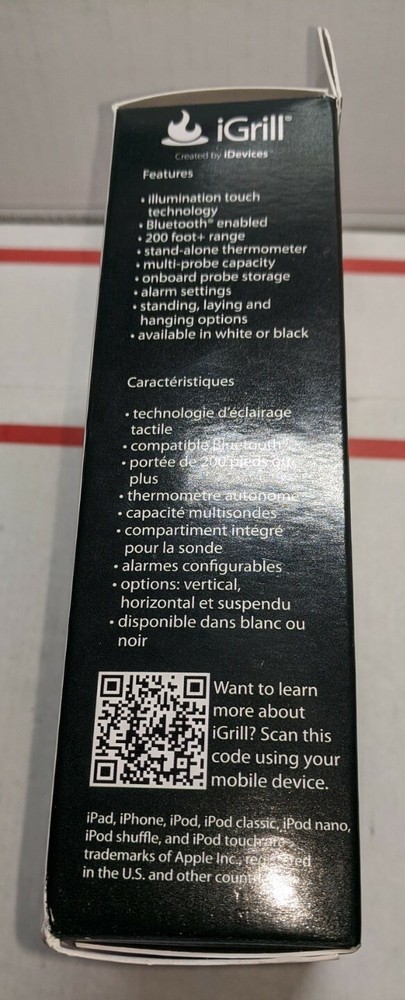 iGrill®
Created by iDevices
Features
• illumination touch
technology
• Bluetooth® enabled
• 200 foot+ range
• stand-alone thermometer
• multi-probe capacity
• onboard probe storage
• alarm settings
• standing, laying and
hanging options
• available in white or black
Caractéristiques
• technologie d'éclairage
tactile
• compatible Bluetooth®
• portée de 200 pieds ou
plus
• thermomètre autonome
• capacité multisondes
• compartiment intégré
pour la sonde
• alarmes configurables
• options: vertical,
horizontal et suspendu
• disponible dans blanc ou
noir
Want to learn
more about
iGrill? Scan this
code using your
mobile device.
iPad, iPhone, iPod, iPod classic, iPod nano,
iPod shuffle, and iPod touch are
trademarks of Apple Inc., registered
in the U.S. and other